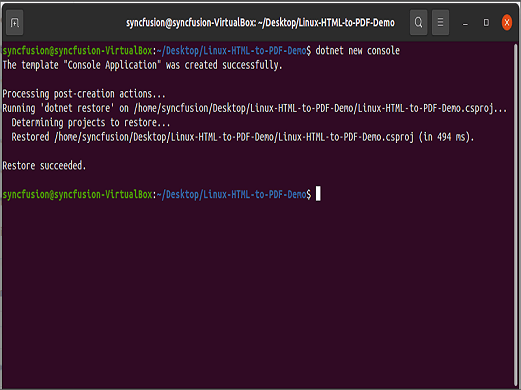 syncfusion@syncfusion-VirtualBox: ~/Desktop/Linux-HTML-to-PDF-Demo
syncfusion@syncfusion-VirtualBox:~/Desktop/Linux-HTML-to-PDF-Demo$ dotnet new console
The template "Console Application" was created successfully.
Processing post-creation actions...
Running 'dotnet restore' on /home/syncfusion/Desktop/Linux-HTML-to-PDF-Demo/Linux-HTML-to-PDF-Demo.csproj...
Determining projects to restore...
Restored /home/syncfusion/Desktop/Linux-HTML-to-PDF-Demo/Linux-HTML-to-PDF-Demo.csproj (in 494 ms).
Restore succeeded.
syncfusion@syncfusion-VirtualBox:~/Desktop/Linux-HTML-to-PDF-Demo$